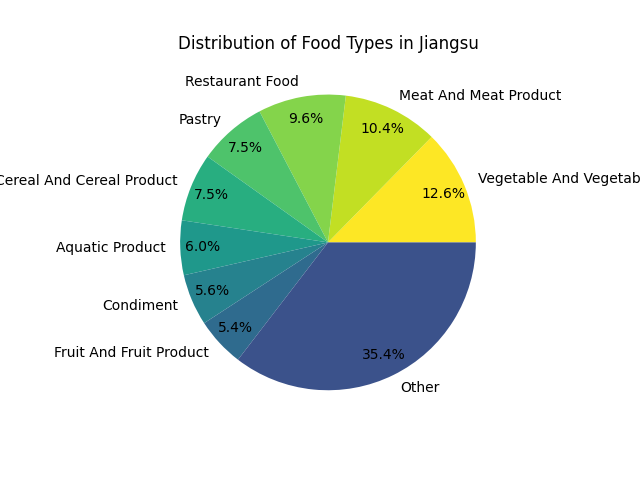 Distribution of Food Types in Jiangsu
Restaurant Food
Meat And Meat Product
9.6%
10.4%
Pastry
7.5%
Vegetable And Vegetab
12.6%
Cereal And Cereal Product
7.5%
Aquatic Product
6.0%
5.6%
Condiment
5.4%
Fruit And Fruit Product
35.4%
Other